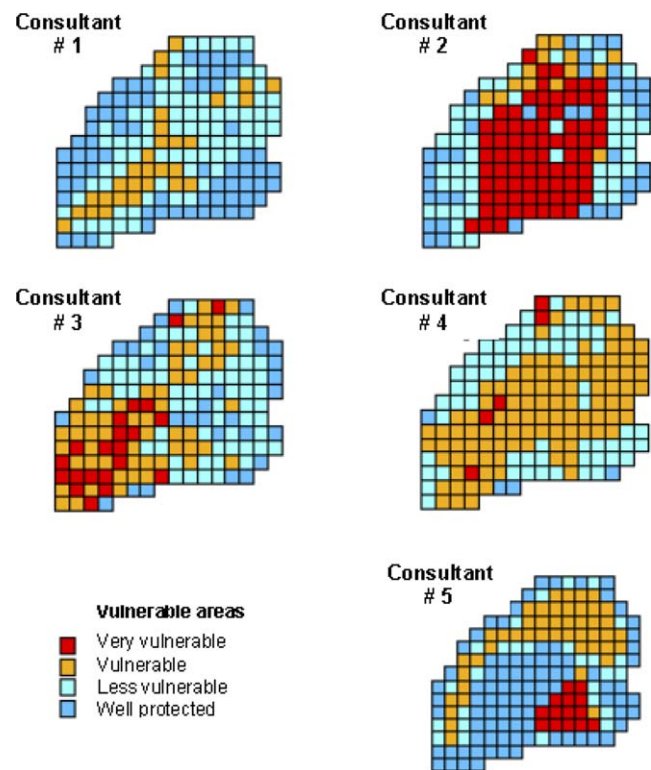 Consultant
# 1
Consultant
# 2
Consultant
# 3
Consultant
# 4
Consultant
# 5
Vulnerable areas
Very vulnerable
Vulnerable
Less vulnerable
Well protected